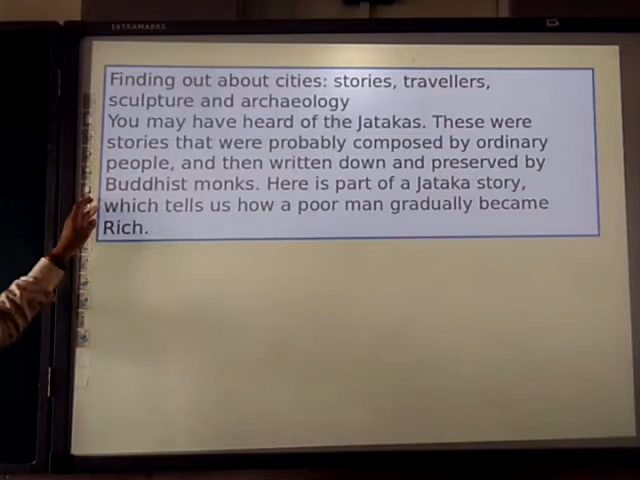 EXTRAMARKS
Finding out about cities: stories, travellers,
sculpture and archaeology
You may have heard of the Jatakas. These were
stories that were probably composed by ordinary
people, and then written down and preserved by
Buddhist monks. Here is part of a Jataka story,
which tells us how a poor man gradually became
Rich.